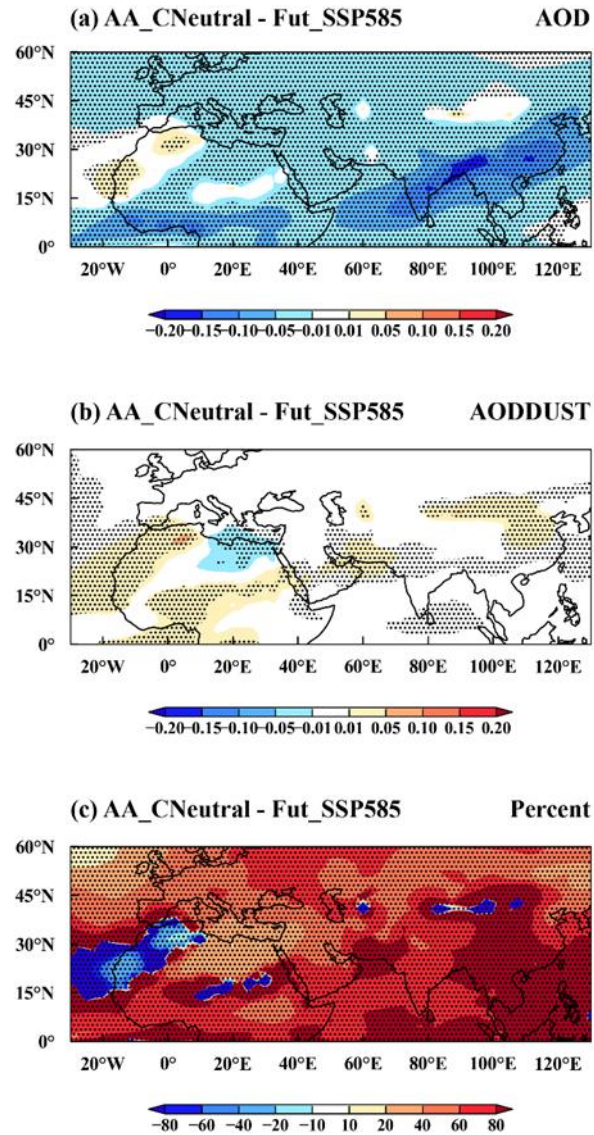 (a) AA_CNeutral - Fut_SSP585 AOD
60°N
45°N
30°N
15°N
0°
20°W 0° 20°E 40°E 60°E 80°E 100°E 120°E
−0.20 −0.15 −0.10 −0.05 −0.01 0.01 0.05 0.10 0.15 0.20
(b) AA_CNeutral - Fut_SSP585 AODDUST
60°N
45°N
30°N
15°N
0°
20°W 0° 20°E 40°E 60°E 80°E 100°E 120°E
−0.20 −0.15 −0.10 −0.05 −0.01 0.01 0.05 0.10 0.15 0.20
(c) AA_CNeutral - Fut_SSP585 Percent
60°N
45°N
30°N
15°N
0°
20°W 0° 20°E 40°E 60°E 80°E 100°E 120°E
−80 −60 −40 −20 −10 10 20 40 60 80